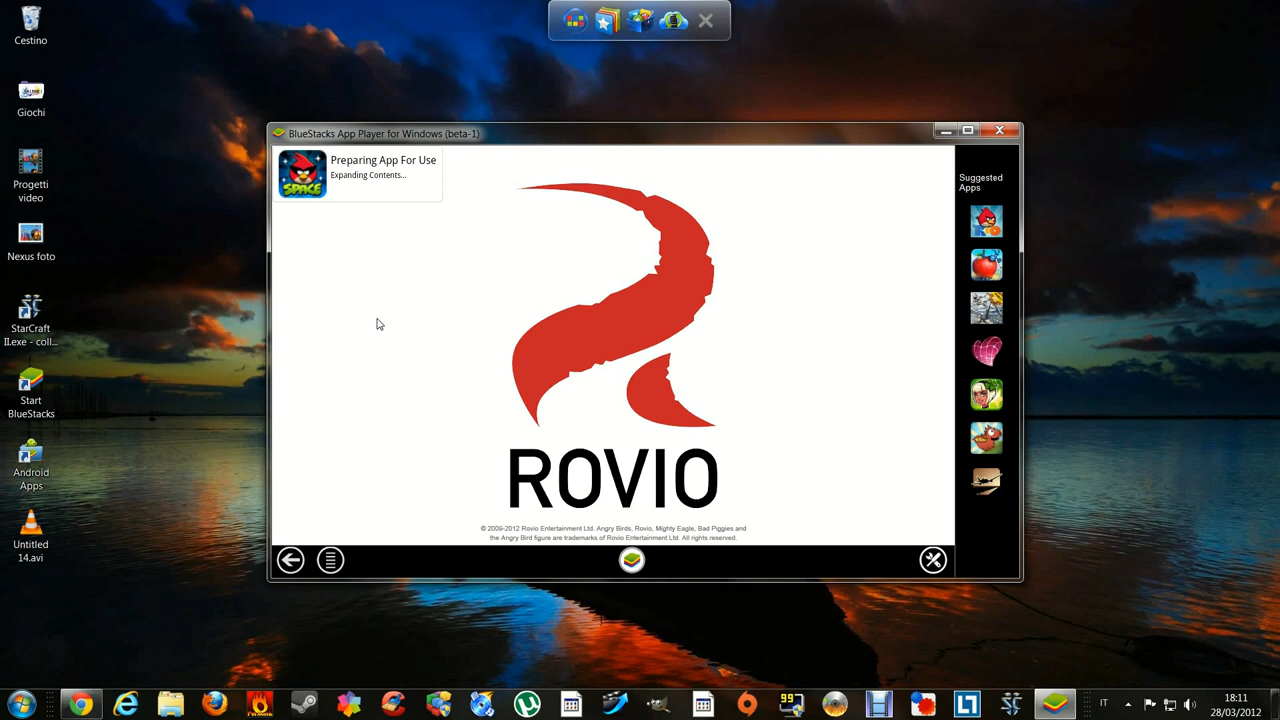 Cestino
Giochi
Progetti
video
Nexus foto
StarCraft
II.exe - coll...
Start
BlueStacks
Android
Apps
Untitled
14.avi
BlueStacks App Player for Windows (beta-1)
SPACE
Preparing App For Use
Expanding Contents...
Suggested
Apps
ROVIO
© 2009-2012 Rovio Entertainment Ltd. Angry Birds, Rovio, Mighty Eagle, Bad Piggies and
the Angry Bird figure are trademarks of Rovio Entertainment Ltd. All rights reserved.
99
IT
18:11
28/03/2012